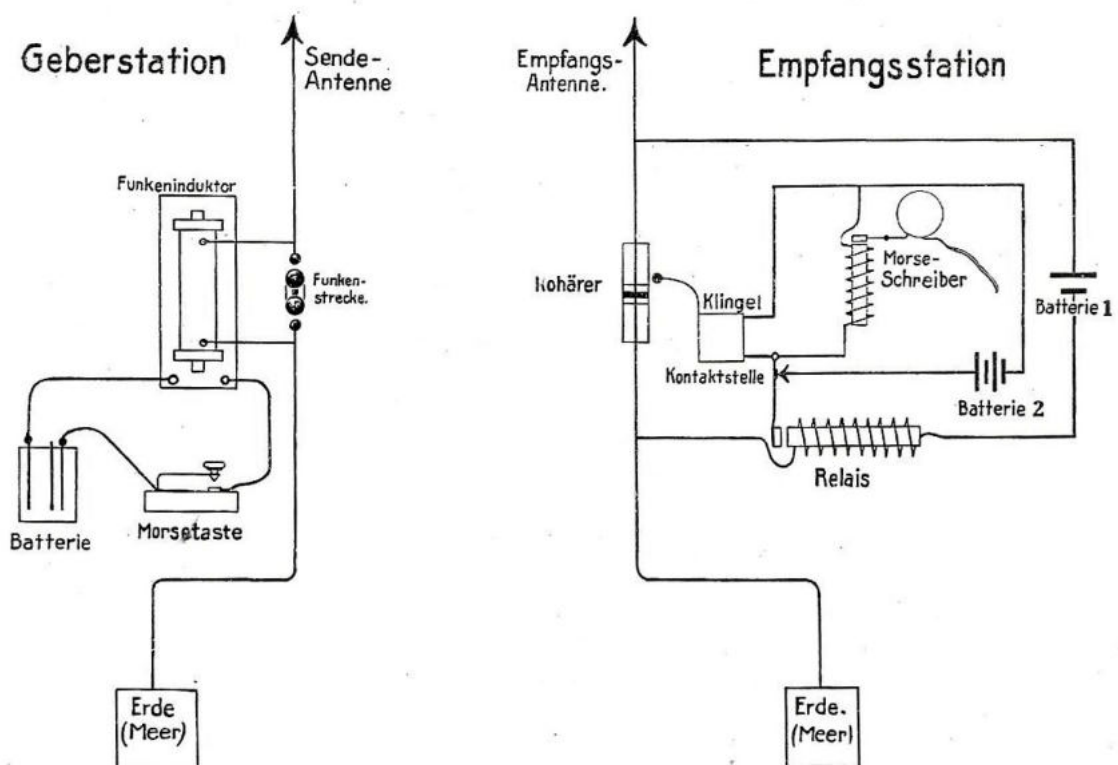 Geberstation
Sende-
Antenne
Funkeninduktor
Funken-
strecke.
Batterie
Morsetaste
Erde
(Meer)
Empfangs-
Antenne.
Empfangsstation
Kohärer
Klingel
Morse-
Schreiber
Batterie 1
Kontaktstelle
Batterie 2
Relais
Erde.
(Meer)